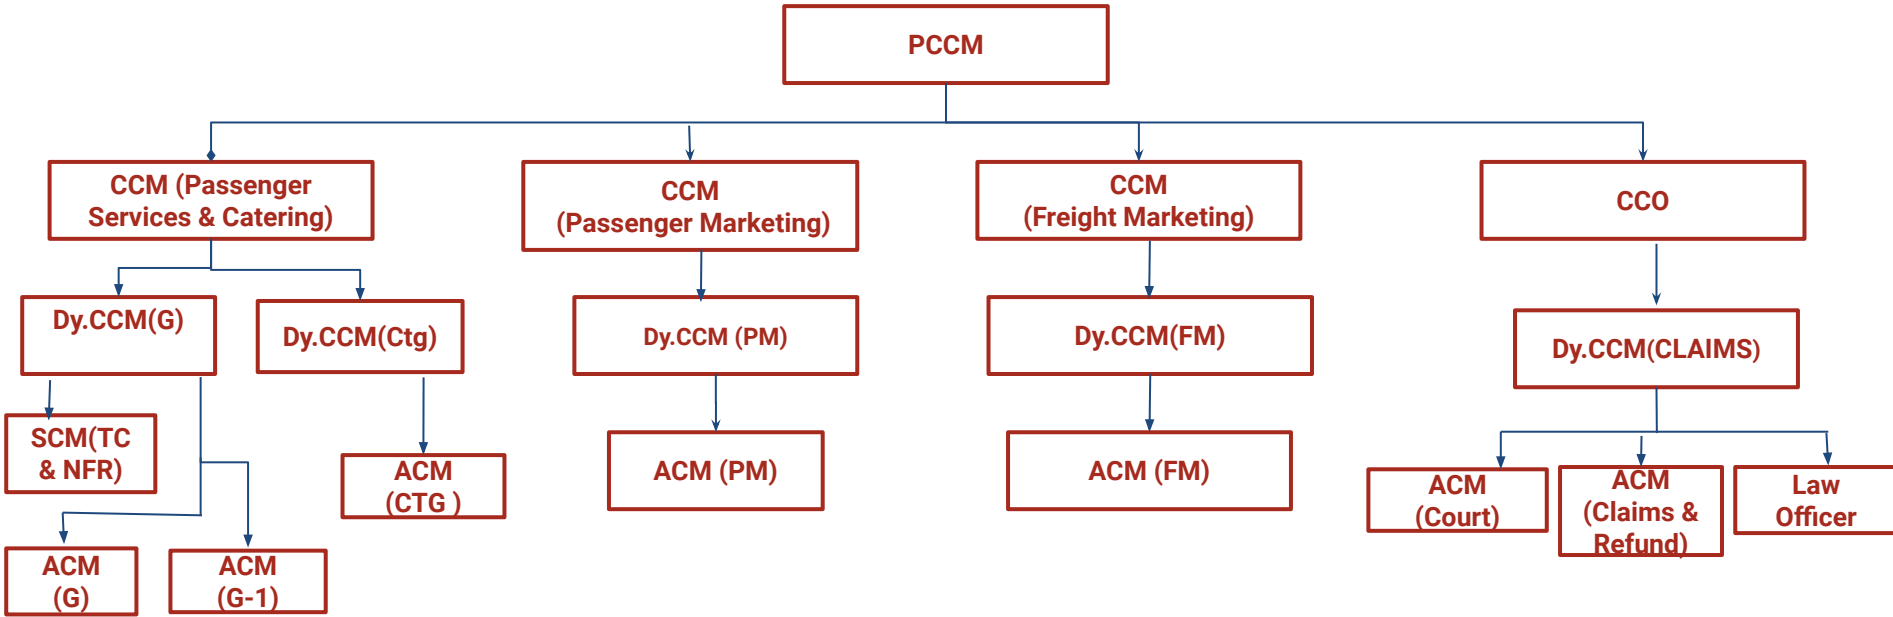 PCCM
CCM (Passenger
Services & Catering)
CCM
(Passenger Marketing)
CCM
(Freight Marketing)
CCO
Dy.CCM(G)
Dy.CCM(Ctg)
Dy.CCM (PM)
Dy.CCM(FM)
Dy.CCM(CLAIMS)
SCM(TC
& NFR)
ACM
(CTG )
ACM (PM)
ACM (FM)
ACM
(Court)
ACM
(Claims &
Refund)
Law
Officer
ACM
(G)
ACM
(G-1)